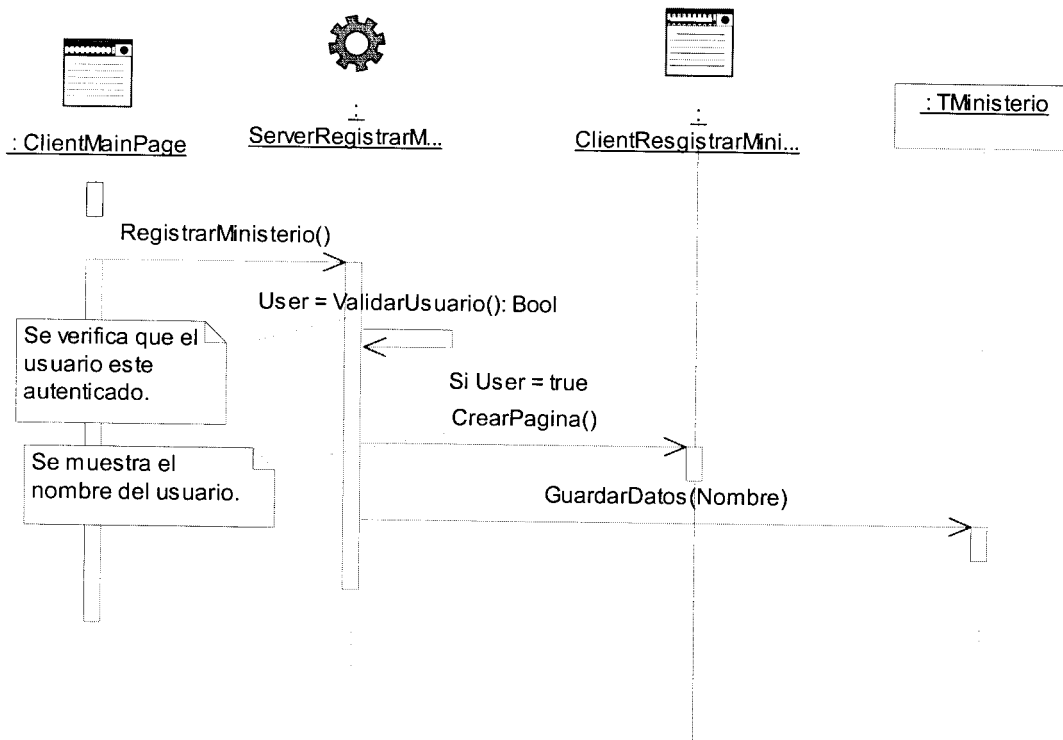 : ClientMainPage
:
ServerRegistrarM...
:
ClientResgistrarMini...
: TMinisterio
RegistrarMinisterio()
User = ValidarUsuario(): Bool
Se verifica que el
usuario este
autenticado.
Si User = true
CrearPagina()
Se muestra el
nombre del usuario.
GuardarDatos(Nombre)